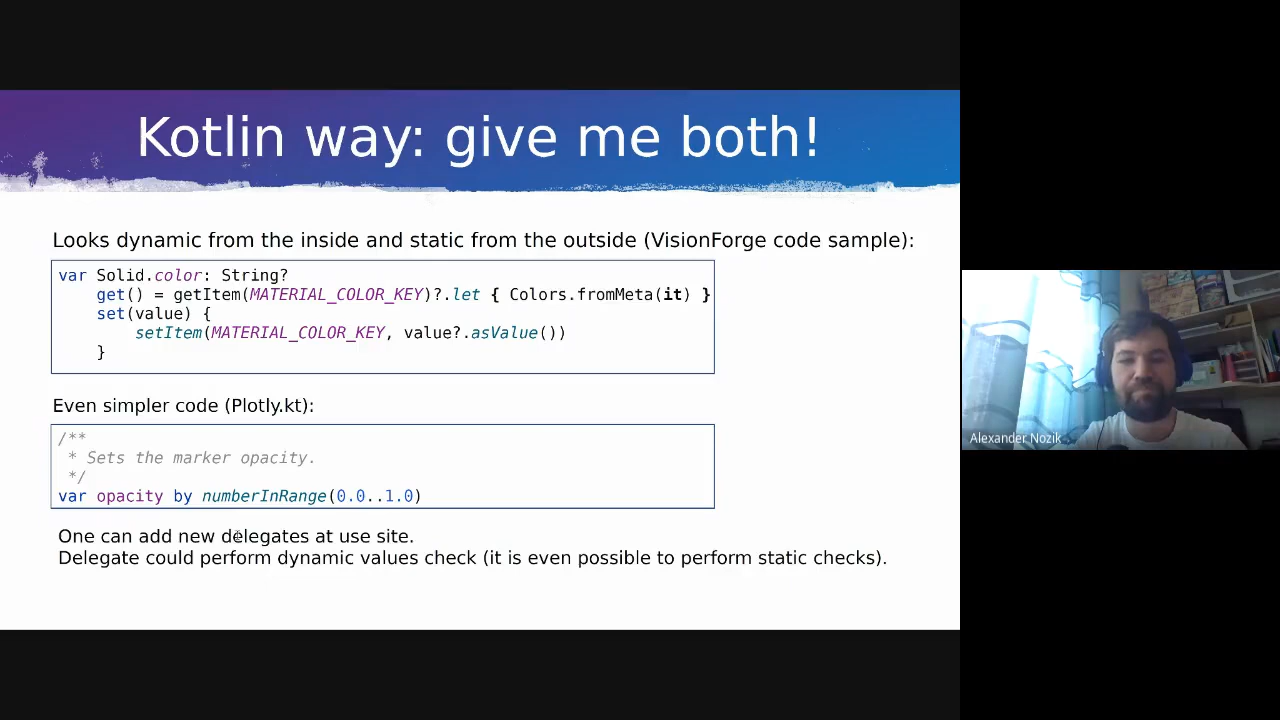 Kotlin way: give me both!
Looks dynamic from the inside and static from the outside (VisionForge code sample):
var Solid.color: String?
    get() = getItem(MATERIAL_COLOR_KEY)?.let { Colors.fromMeta(it) }
    set(value) {
        setItem(MATERIAL_COLOR_KEY, value?.asValue())
    }
Even simpler code (Plotly.kt):
/**
 * Sets the marker opacity.
 */
var opacity by numberInRange(0.0..1.0)
One can add new delegates at use site.
Delegate could perform dynamic values check (it is even possible to perform static checks).
Alexander Nozik